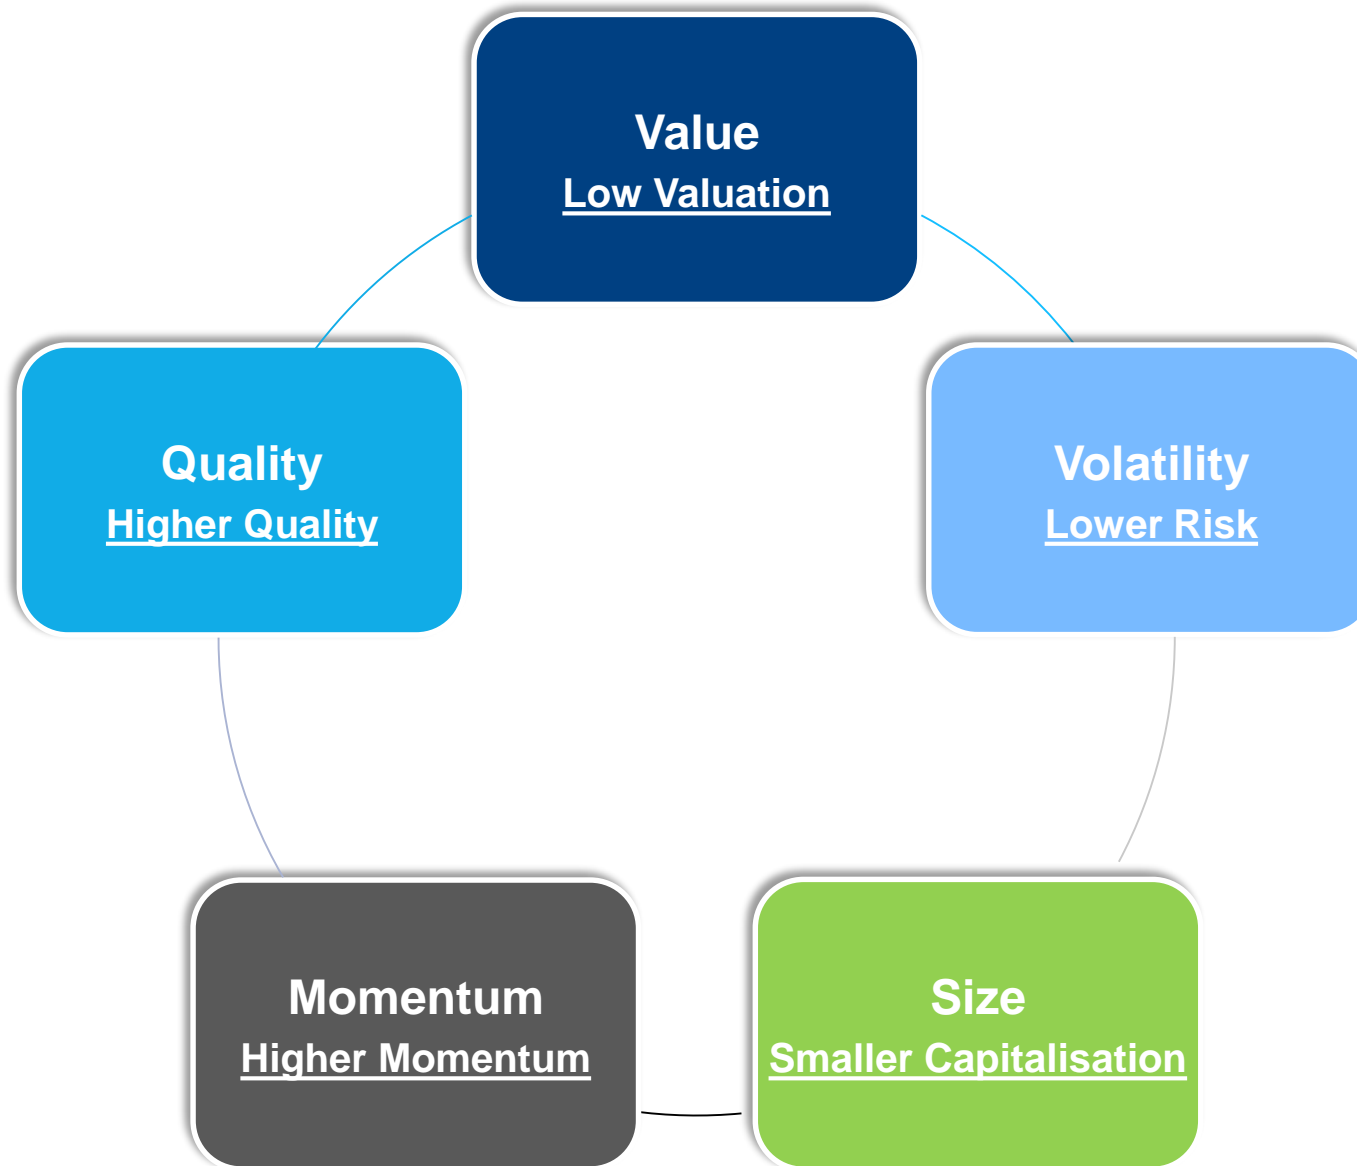 Value
Low Valuation
Quality
Higher Quality
Volatility
Lower Risk
Momentum
Higher Momentum
Size
Smaller Capitalisation